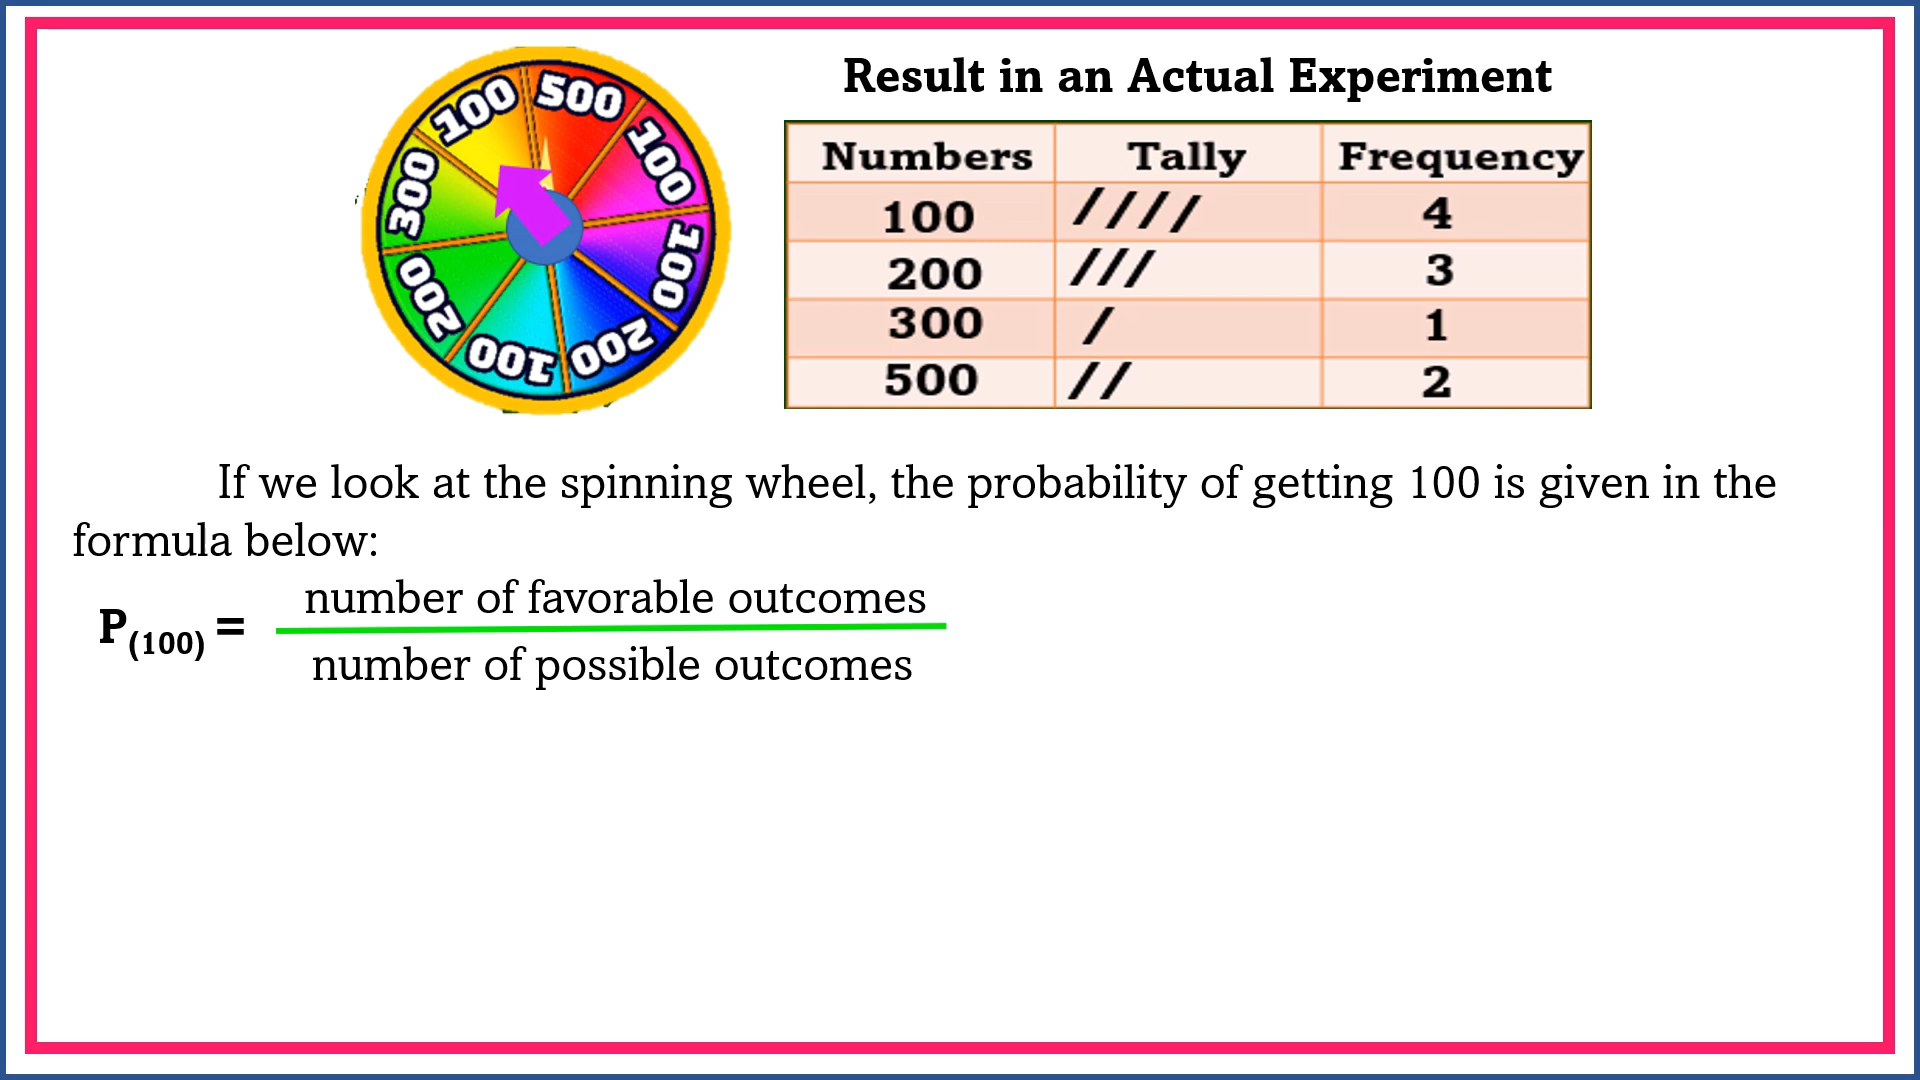 Result in an Actual Experiment
500
100
100
200
100
200
300
100
Numbers Tally Frequency
100 //// 4
200 /// 3
300 / 1
500 // 2
If we look at the spinning wheel, the probability of getting 100 is given in the
formula below:
P(100) = number of favorable outcomes
number of possible outcomes